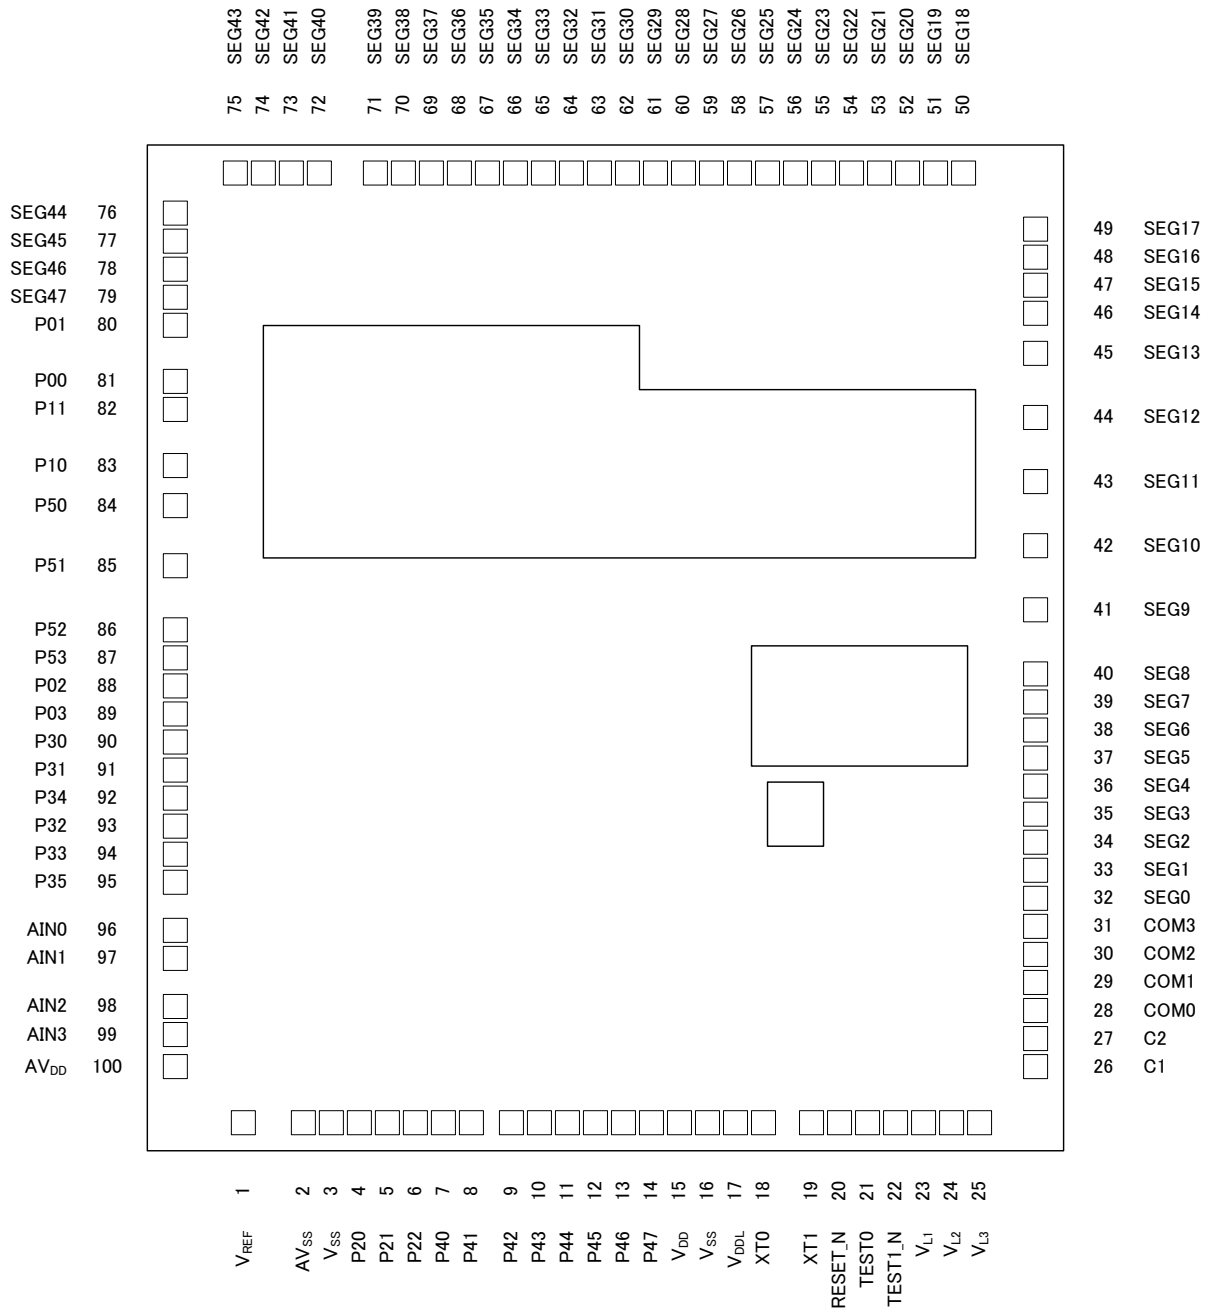 SEG43 SEG42 SEG41 SEG40 SEG39 SEG38 SEG37 SEG36 SEG35 SEG34 SEG33 SEG32 SEG31 SEG30 SEG29 SEG28 SEG27 SEG26 SEG25 SEG24 SEG23 SEG22 SEG21 SEG20 SEG19 SEG18
75 74 73 72 71 70 69 68 67 66 65 64 63 62 61 60 59 58 57 56 55 54 53 52 51 50
SEG44 76
SEG45 77
SEG46 78
SEG47 79
P01 80
P00 81
P11 82
P10 83
P50 84
P51 85
P52 86
P53 87
P02 88
P03 89
P30 90
P31 91
P34 92
P32 93
P33 94
P35 95
AIN0 96
AIN1 97
AIN2 98
AIN3 99
AVDD 100
49 SEG17
48 SEG16
47 SEG15
46 SEG14
45 SEG13
44 SEG12
43 SEG11
42 SEG10
41 SEG9
40 SEG8
39 SEG7
38 SEG6
37 SEG5
36 SEG4
35 SEG3
34 SEG2
33 SEG1
32 SEG0
31 COM3
30 COM2
29 COM1
28 COM0
27 C2
26 C1
1 2 3 4 5 6 7 8 9 10 11 12 13 14 15 16 17 18 19 20 21 22 23 24 25
VREF AVSS VSS P20 P21 P22 P40 P41 P42 P43 P44 P45 P46 P47 VDD VSS VDDL XT0 XT1 RESET_N TEST0 TEST1_N VL1 VL2 VL3